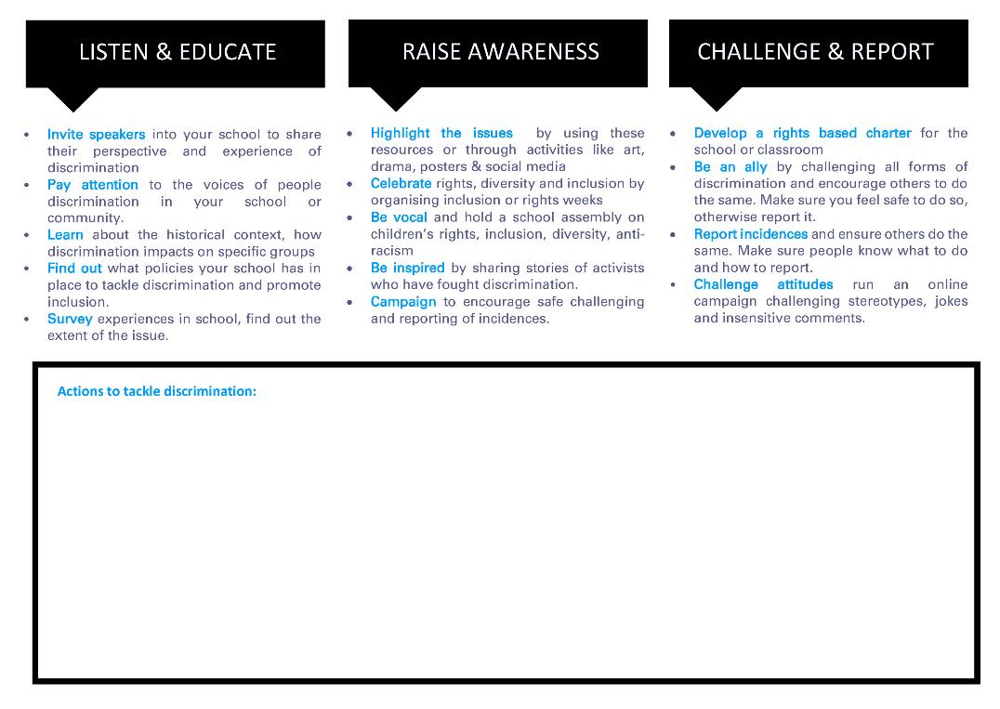 LISTEN & EDUCATE
• Invite speakers into your school to share
their perspective and experience of
discrimination
• Pay attention to the voices of people
discrimination in your school or
community.
• Learn about the historical context, how
discrimination impacts on specific groups
• Find out what policies your school has in
place to tackle discrimination and promote
inclusion.
• Survey experiences in school, find out the
extent of the issue.
RAISE AWARENESS
• Highlight the issues by using these
resources or through activities like art,
drama, posters & social media
• Celebrate rights, diversity and inclusion by
organising inclusion or rights weeks
• Be vocal and hold a school assembly on
children's rights, inclusion, diversity, anti-
racism
• Be inspired by sharing stories of activists
who have fought discrimination.
• Campaign to encourage safe challenging
and reporting of incidences.
CHALLENGE & REPORT
• Develop a rights based charter for the
school or classroom
• Be an ally by challenging all forms of
discrimination and encourage others to do
the same. Make sure you feel safe to do so,
otherwise report it.
• Report incidences and ensure others do the
same. Make sure people know what to do
and how to report.
• Challenge attitudes run an online
campaign challenging stereotypes, jokes
and insensitive comments.
Actions to tackle discrimination: